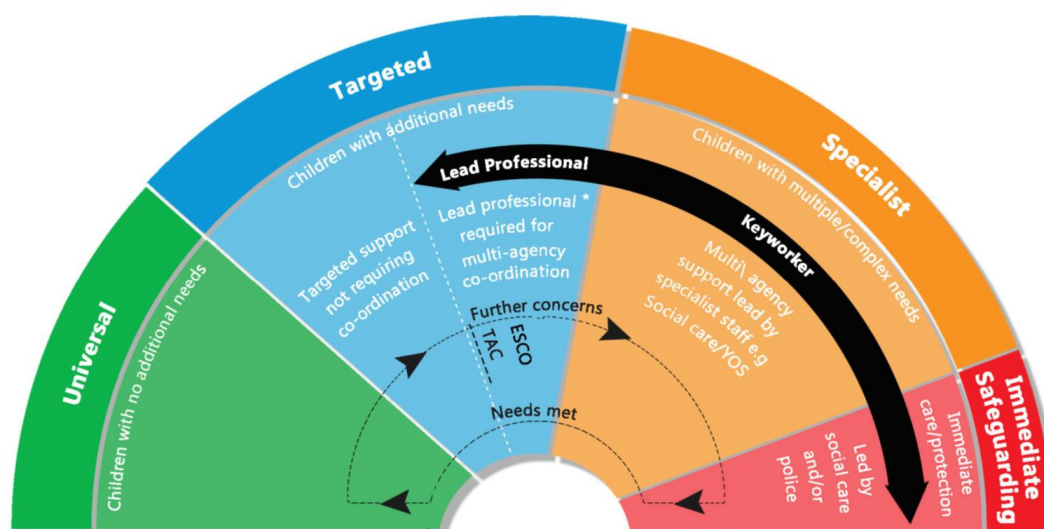 Universal
Children with no additional needs
Targeted
Children with additional needs
Targeted support
not requiring
co-ordination
Lead Professional
Lead professional *
required for
multi-agency
co-ordination
Further concerns
ESCO
TAC
Needs met
Specialist
Children with multiple/complex needs
Keyworker
Multi\ agency
support lead by
specialist staff e.g
Social care/YOS
Immediate
Safeguarding
Immediate
care/protection
Led by
social care
and/or
police